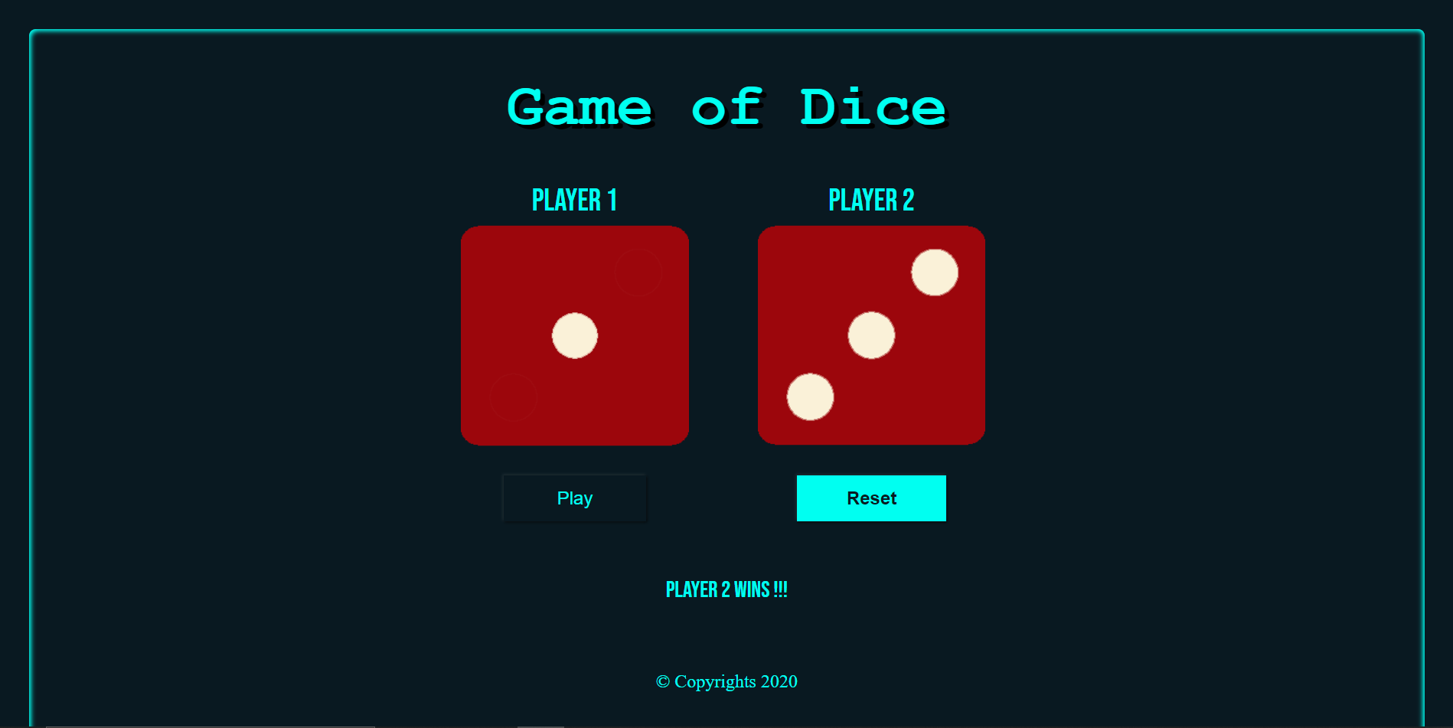 Game of Dice
PLAYER 1 PLAYER 2
Play Reset
PLAYER 2 WINS !!!
© Copyrights 2020